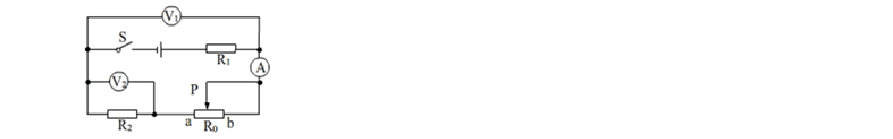 V₁
S
R₁
A
V₂
P
R₂
a
R₀
b